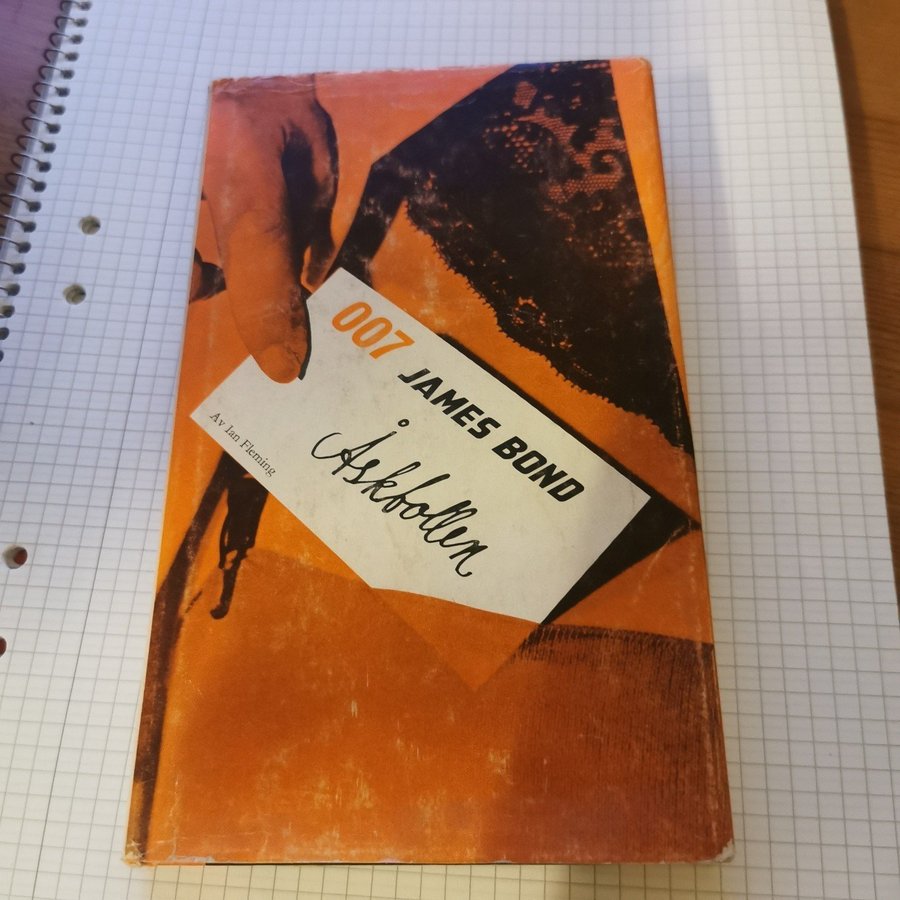 007
JAMES BOND
Åskbollen
Av Ian Fleming